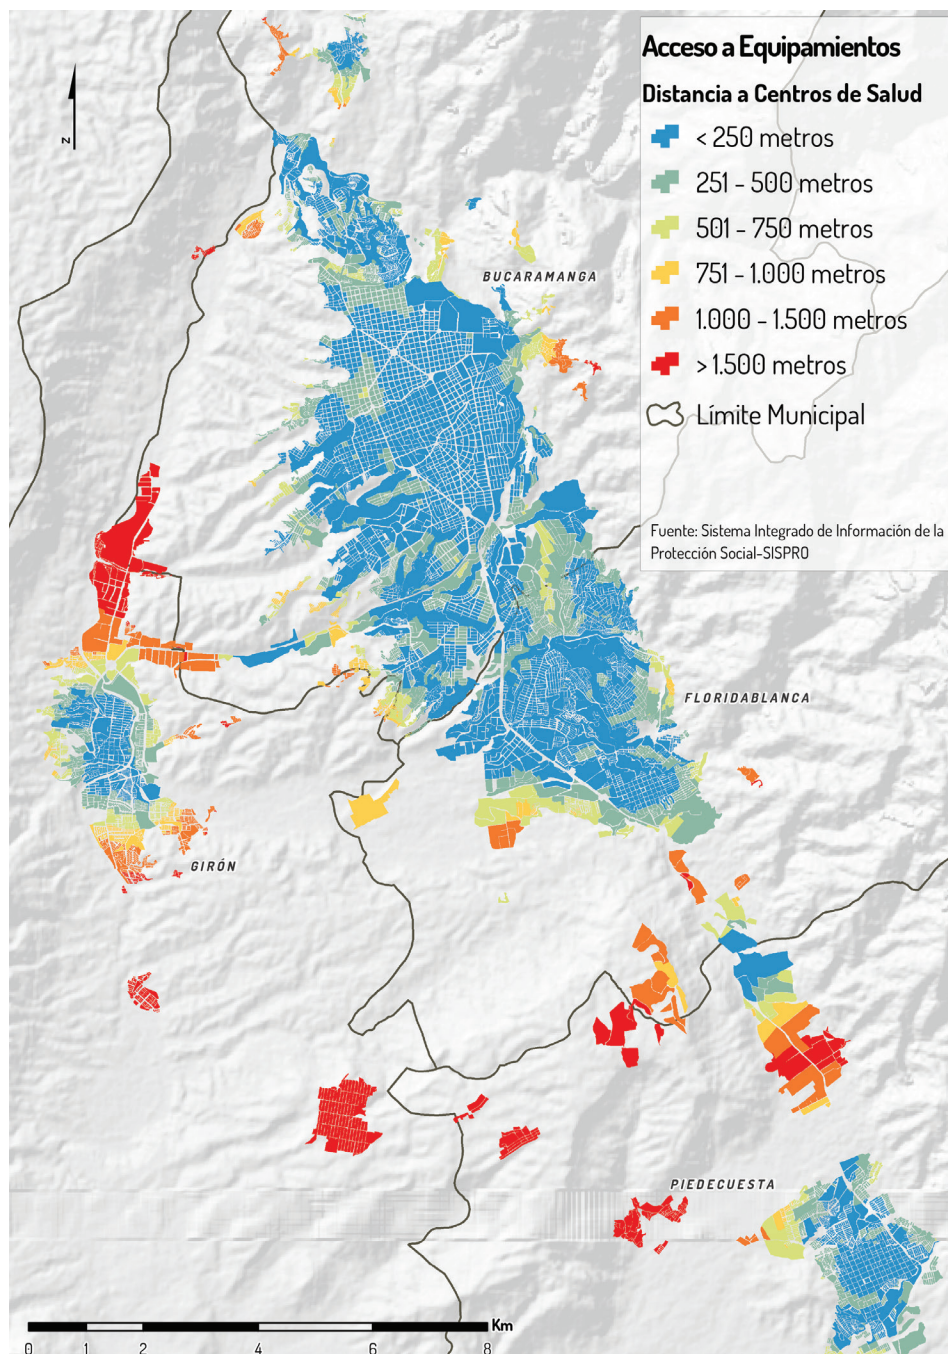 Acceso a Equipamientos
Distancia a Centros de Salud
< 250 metros
251 - 500 metros
501 - 750 metros
751 - 1.000 metros
1.000 - 1.500 metros
> 1.500 metros
Límite Municipal
Fuente: Sistema Integrado de Información de la
Protección Social-SISPRO
N
BUCARAMANGA
FLORIDABLANCA
GIRÓN
PIEDECUESTA
Km
0 1 2 4 6 8